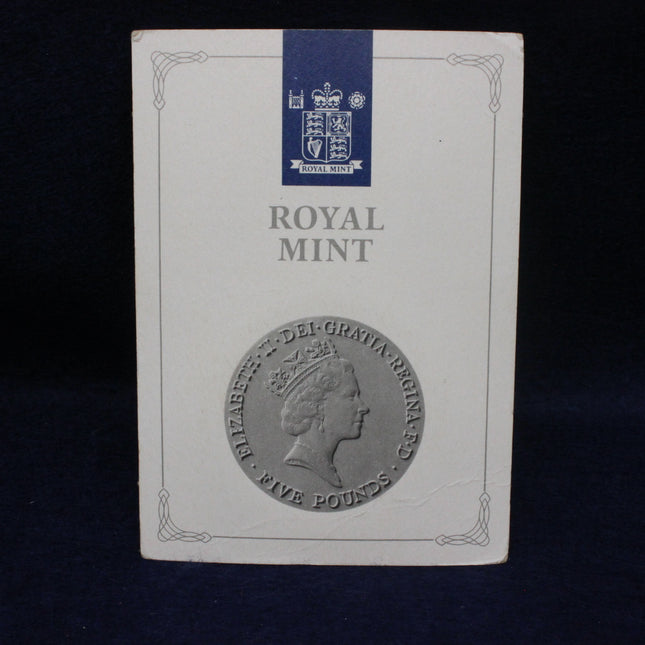 ROYAL MINT
ROYAL
MINT
ELIZABETH · II · DEI · GRATIA · REGINA · F · D ·
FIVE POUNDS ·